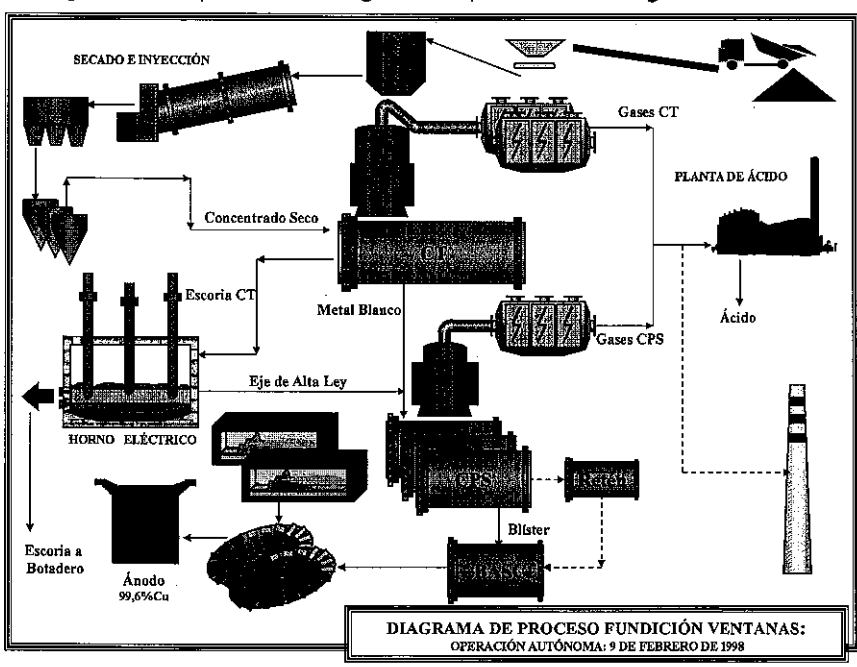 SECADO E INYECCIÓN
Gases CT
PLANTA DE ÁCIDO
Concentrado Seco
CT
Escoria CT
Metal Blanco
Ácido
Gases CPS
Eje de Alta Ley
HORNO ELÉCTRICO
CPS
Blíster
Escoria a
Botadero
Ánodo
99,6%Cu
DIAGRAMA DE PROCESO FUNDICIÓN VENTANAS:
OPERACIÓN AUTÓNOMA: 9 DE FEBRERO DE 1998